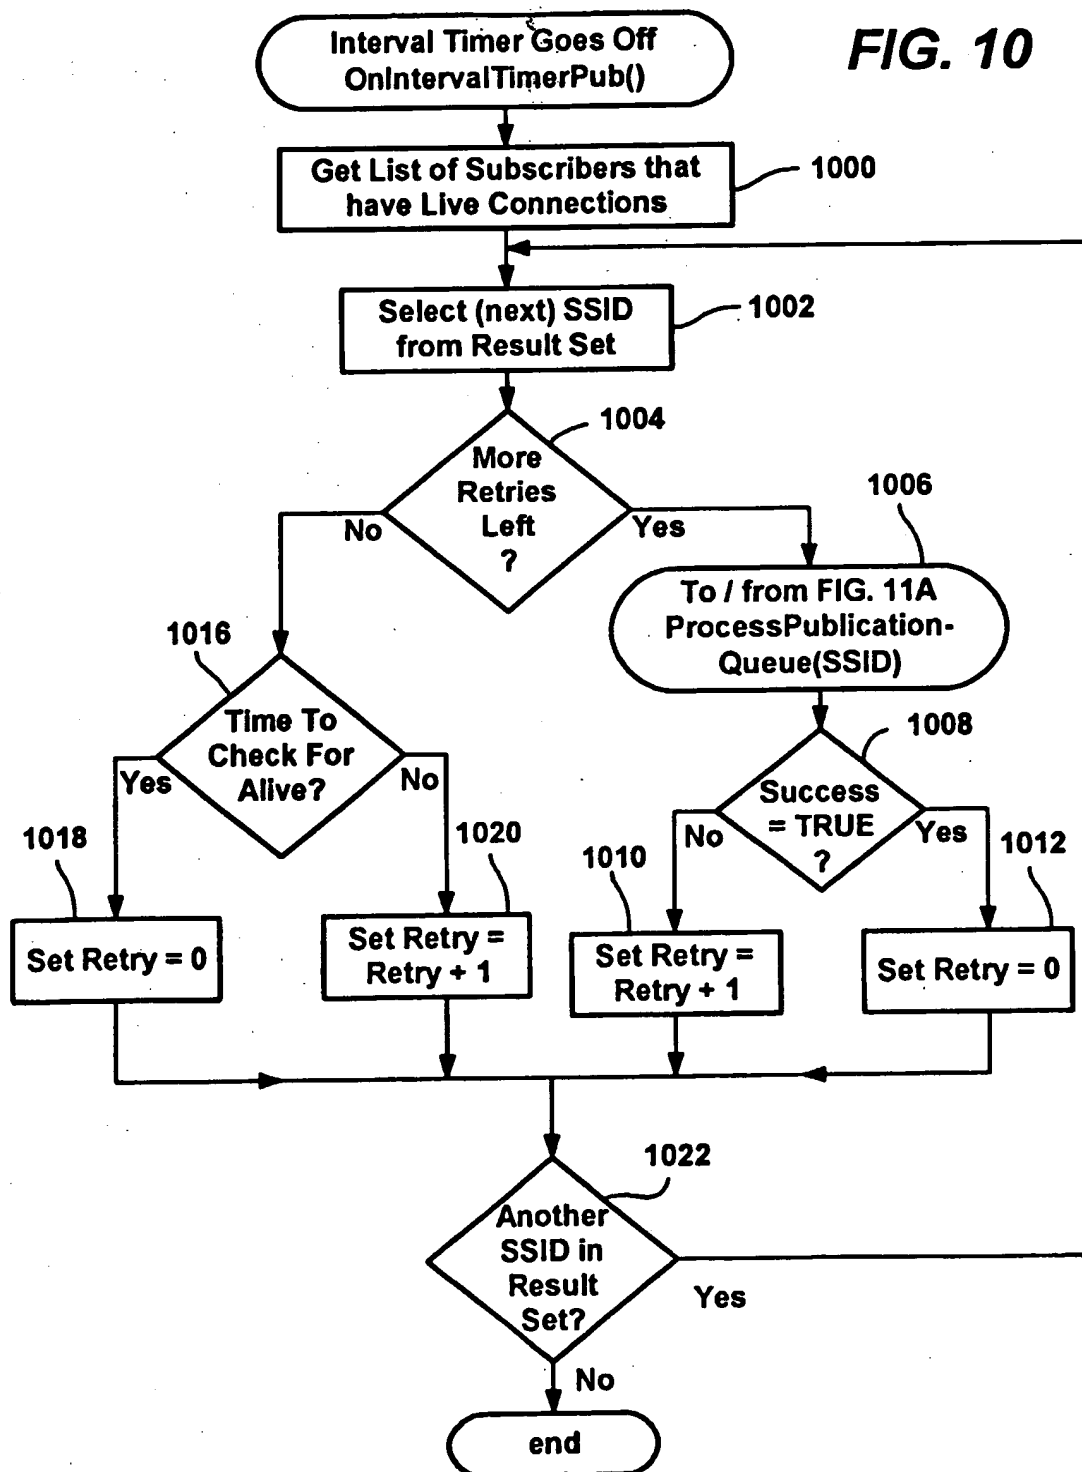 Interval Timer Goes Off
OnIntervalTimerPub()
FIG. 10
Get List of Subscribers that
have Live Connections
1000
Select (next) SSID
from Result Set
1002
More
Retries
Left
?
1004
No
Yes
1006
To / from FIG. 11A
ProcessPublication-
Queue(SSID)
1016
Time To
Check For
Alive?
Yes
No
1008
Success
= TRUE
?
No
Yes
1018
Set Retry = 0
1020
Set Retry =
Retry + 1
1010
Set Retry =
Retry + 1
1012
Set Retry = 0
1022
Another
SSID in
Result
Set?
Yes
No
end